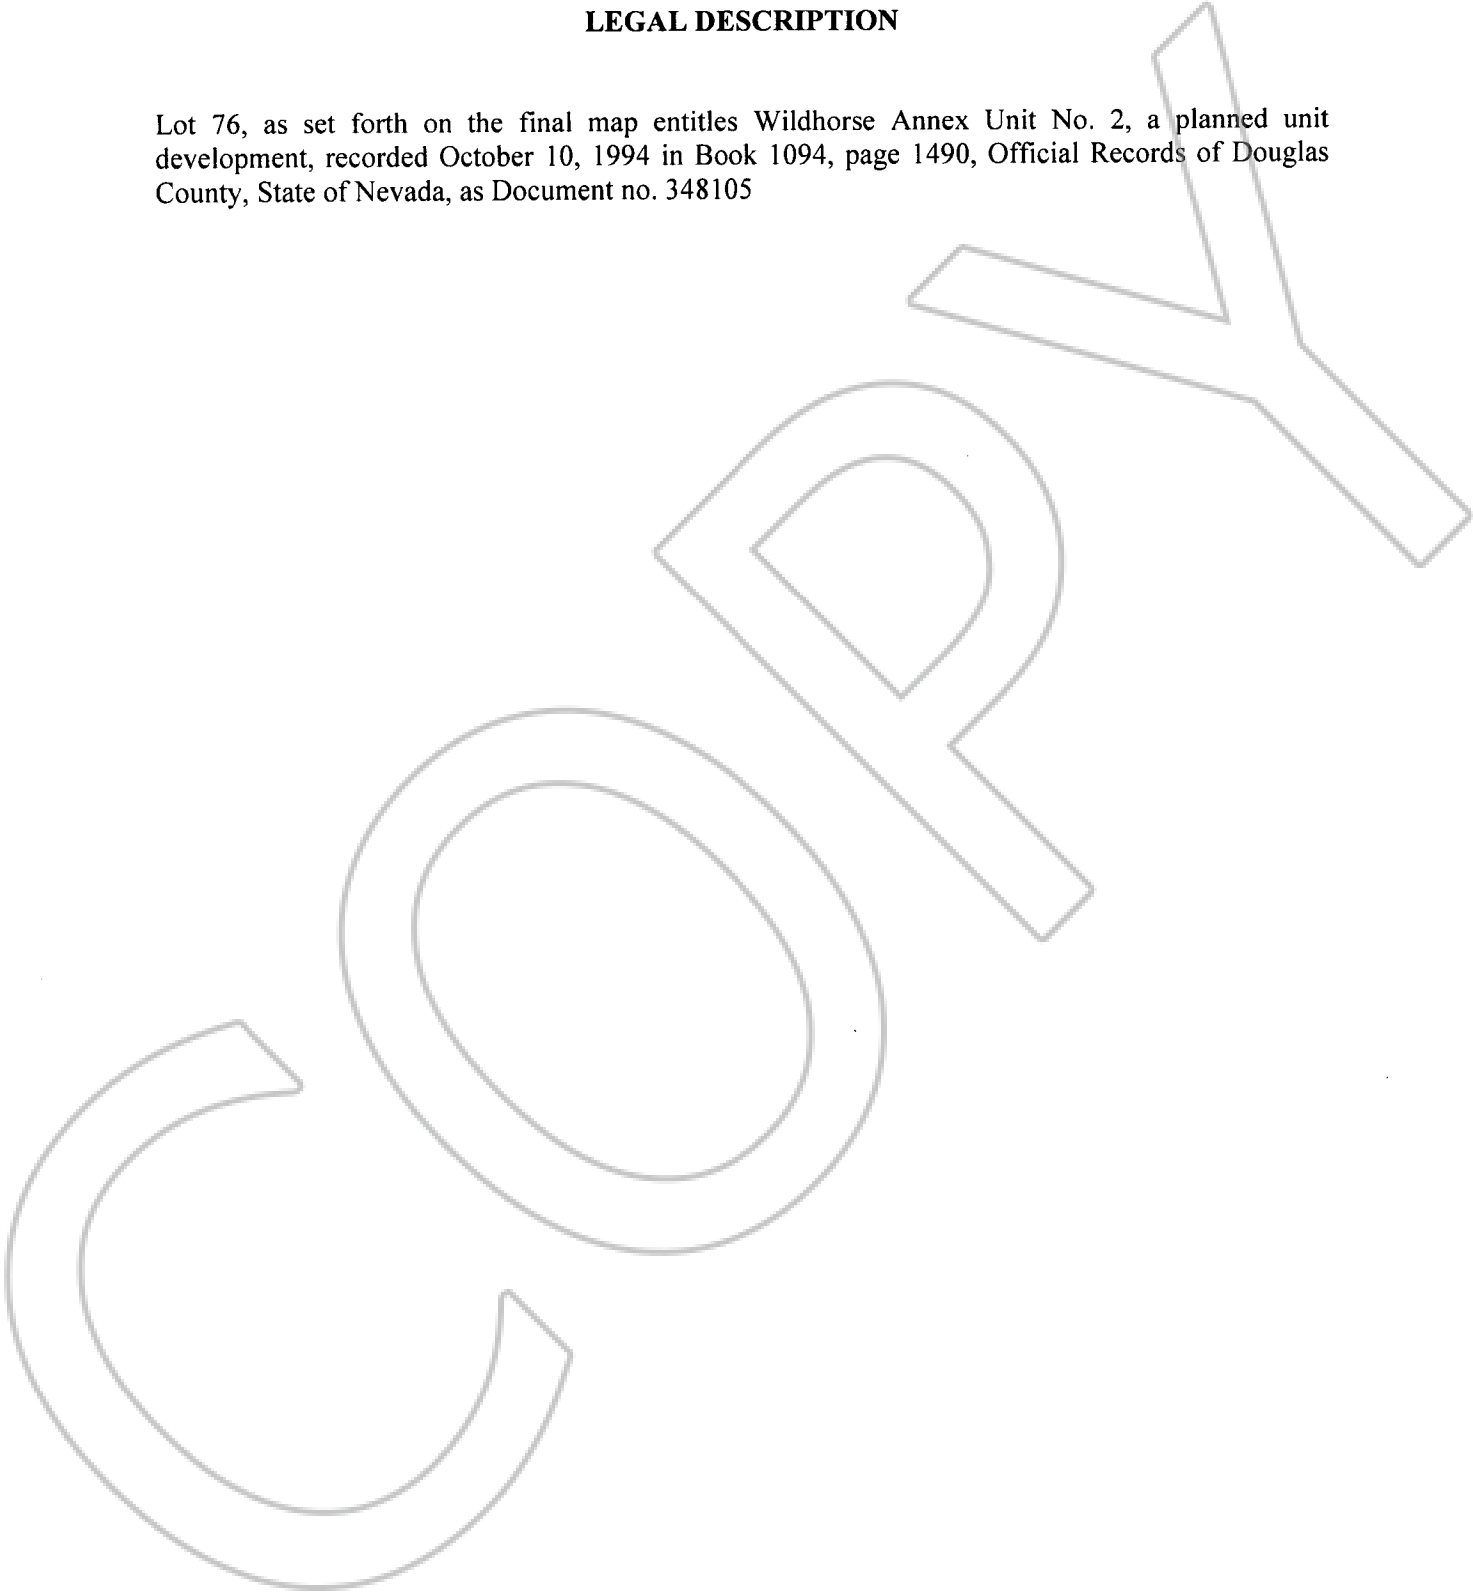 LEGAL DESCRIPTION
Lot 76, as set forth on the final map entitles Wildhorse Annex Unit No. 2, a planned unit
development, recorded October 10, 1994 in Book 1094, page 1490, Official Records of Douglas
County, State of Nevada, as Document no. 348105
COPY